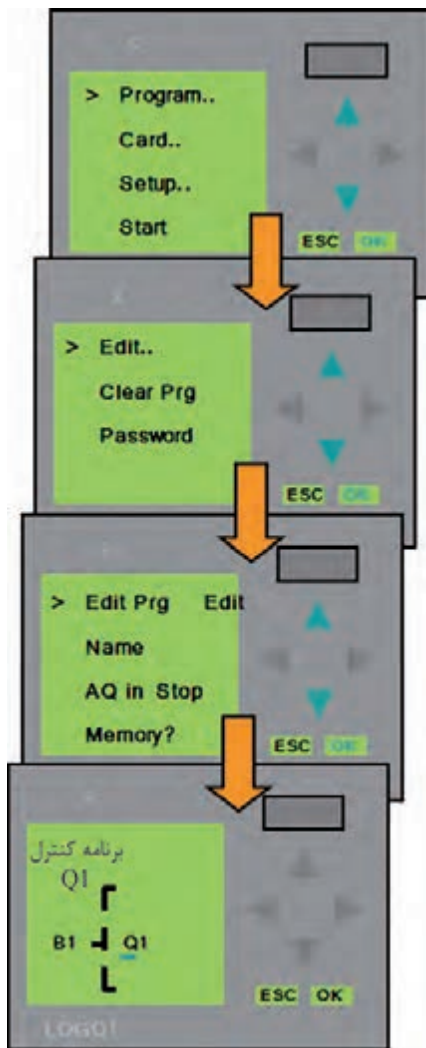 > Program..
Card..
Setup..
Start
ESC OK
> Edit..
Clear Prg
Password
ESC OK
> Edit Prg Edit
Name
AQ in Stop
Memory?
ESC OK
برنامه کنترل
Q1
B1 Q1
ESC OK